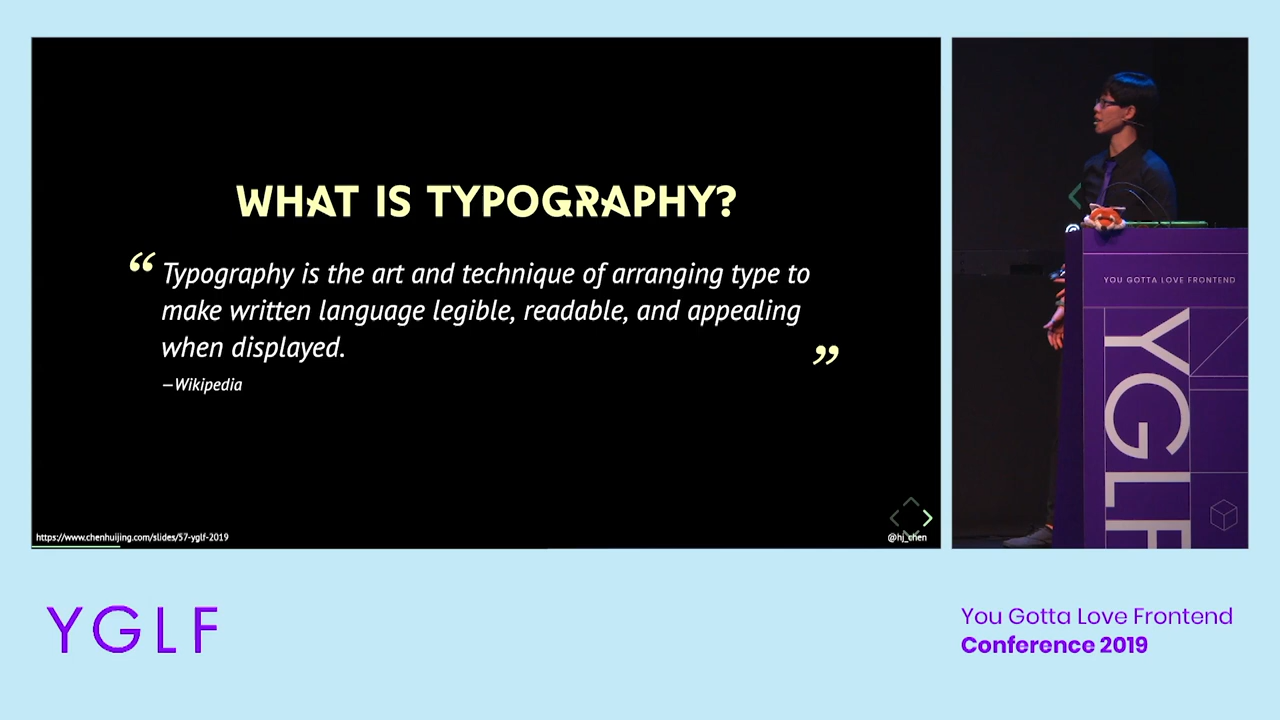 WHAT IS TYPOGRAPHY?
“ Typography is the art and technique of arranging type to
make written language legible, readable, and appealing
when displayed. ”
—Wikipedia
https://www.chenhuijing.com/slides/57-yglf-2019
@hj_chen
YOU GOTTA LOVE FRONTEND
YGLF
YGLF
You Gotta Love Frontend
Conference 2019